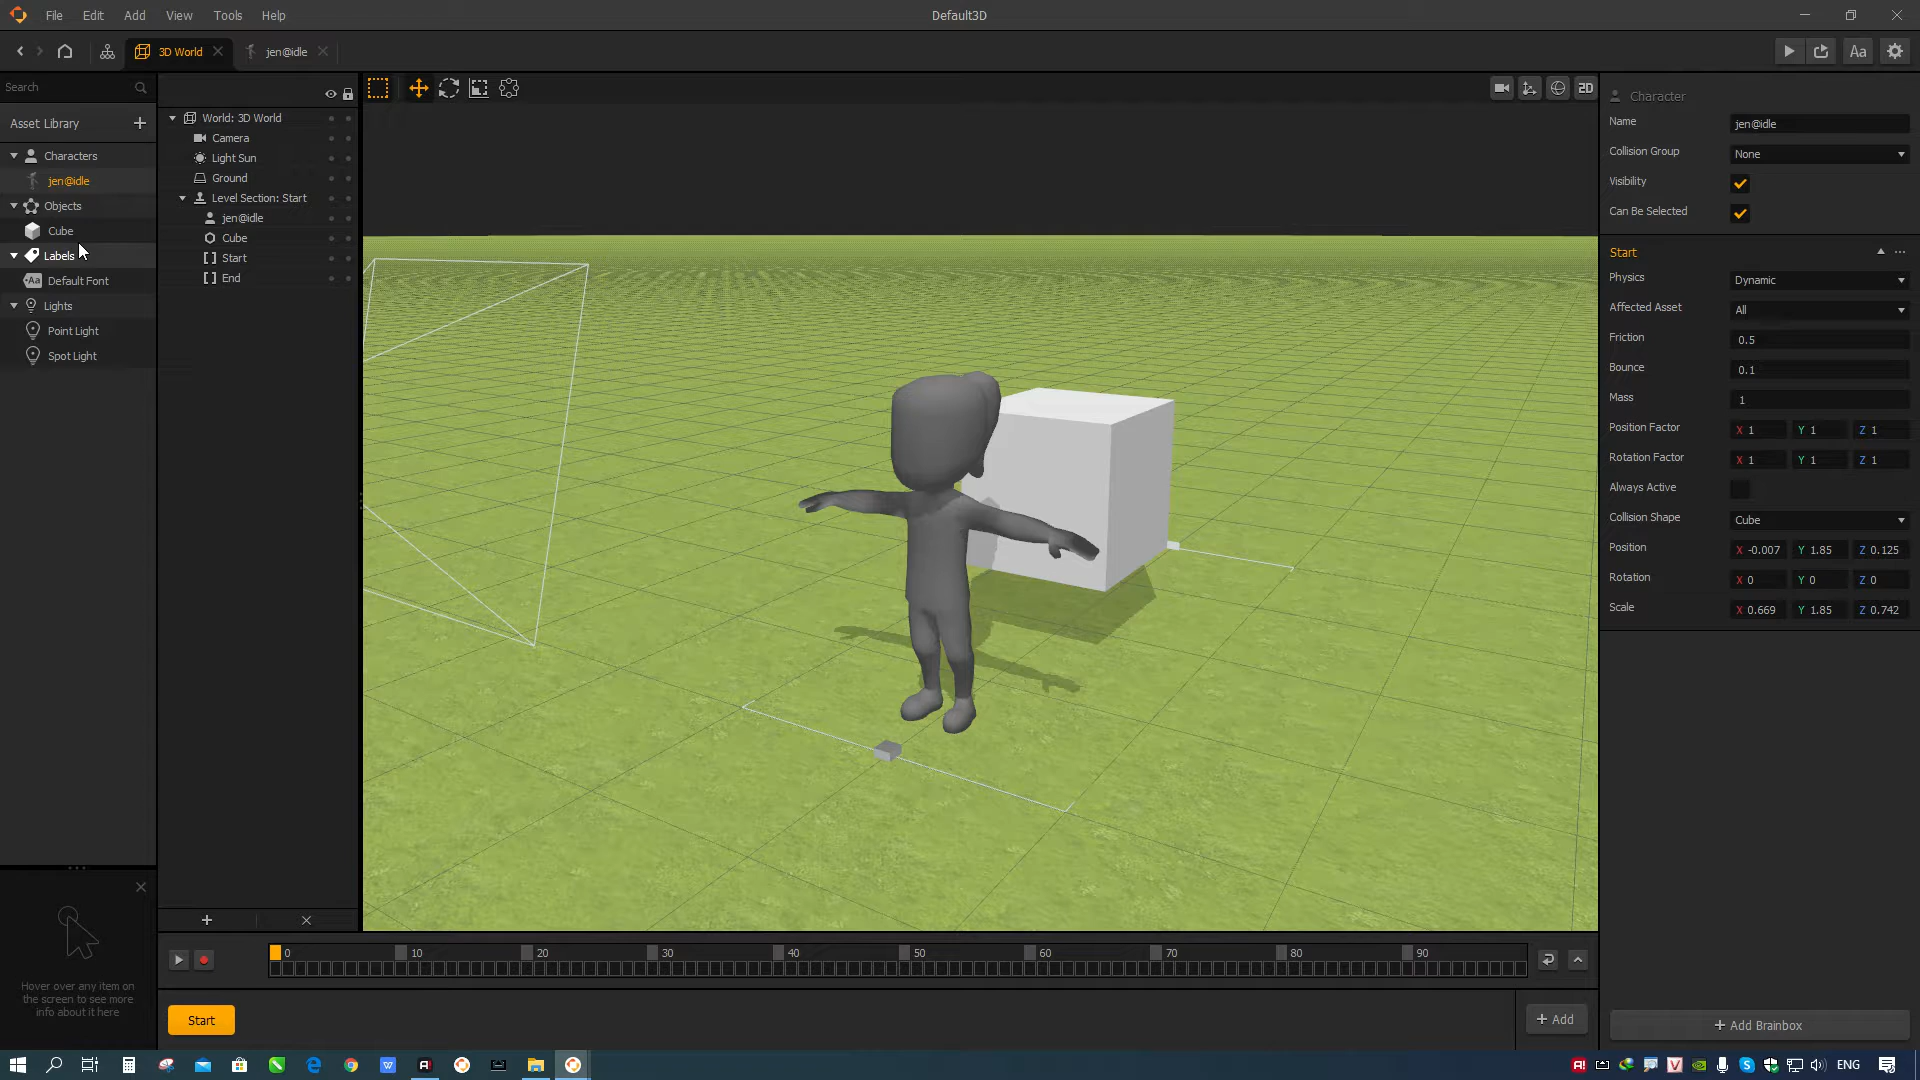 File Edit Add View Tools Help
Default3D
3D World
jen@idle
Aa
Search
Asset Library
Characters
jen@idle
Objects
Cube
Labels
Aa Default Font
Lights
Point Light
Spot Light
World: 3D World
Camera
Light Sun
Ground
Level Section: Start
jen@idle
Cube
Start
End
2D
Character
Name jen@idle
Collision Group None
Visibility
Can Be Selected
Start
Physics Dynamic
Affected Asset All
Friction 0.5
Bounce 0.1
Mass 1
Position Factor X 1 Y 1 Z 1
Rotation Factor X 1 Y 1 Z 1
Always Active
Collision Shape Cube
Position X -0.007 Y 1.85 Z 0.125
Rotation X 0 Y 0 Z 0
Scale X 0.669 Y 1.85 Z 0.742
Hover over any item on
the screen to see more
info about it here
0 10 20 30 40 50 60 70 80 90
Start
+ Add
+ Add Brainbox
ENG